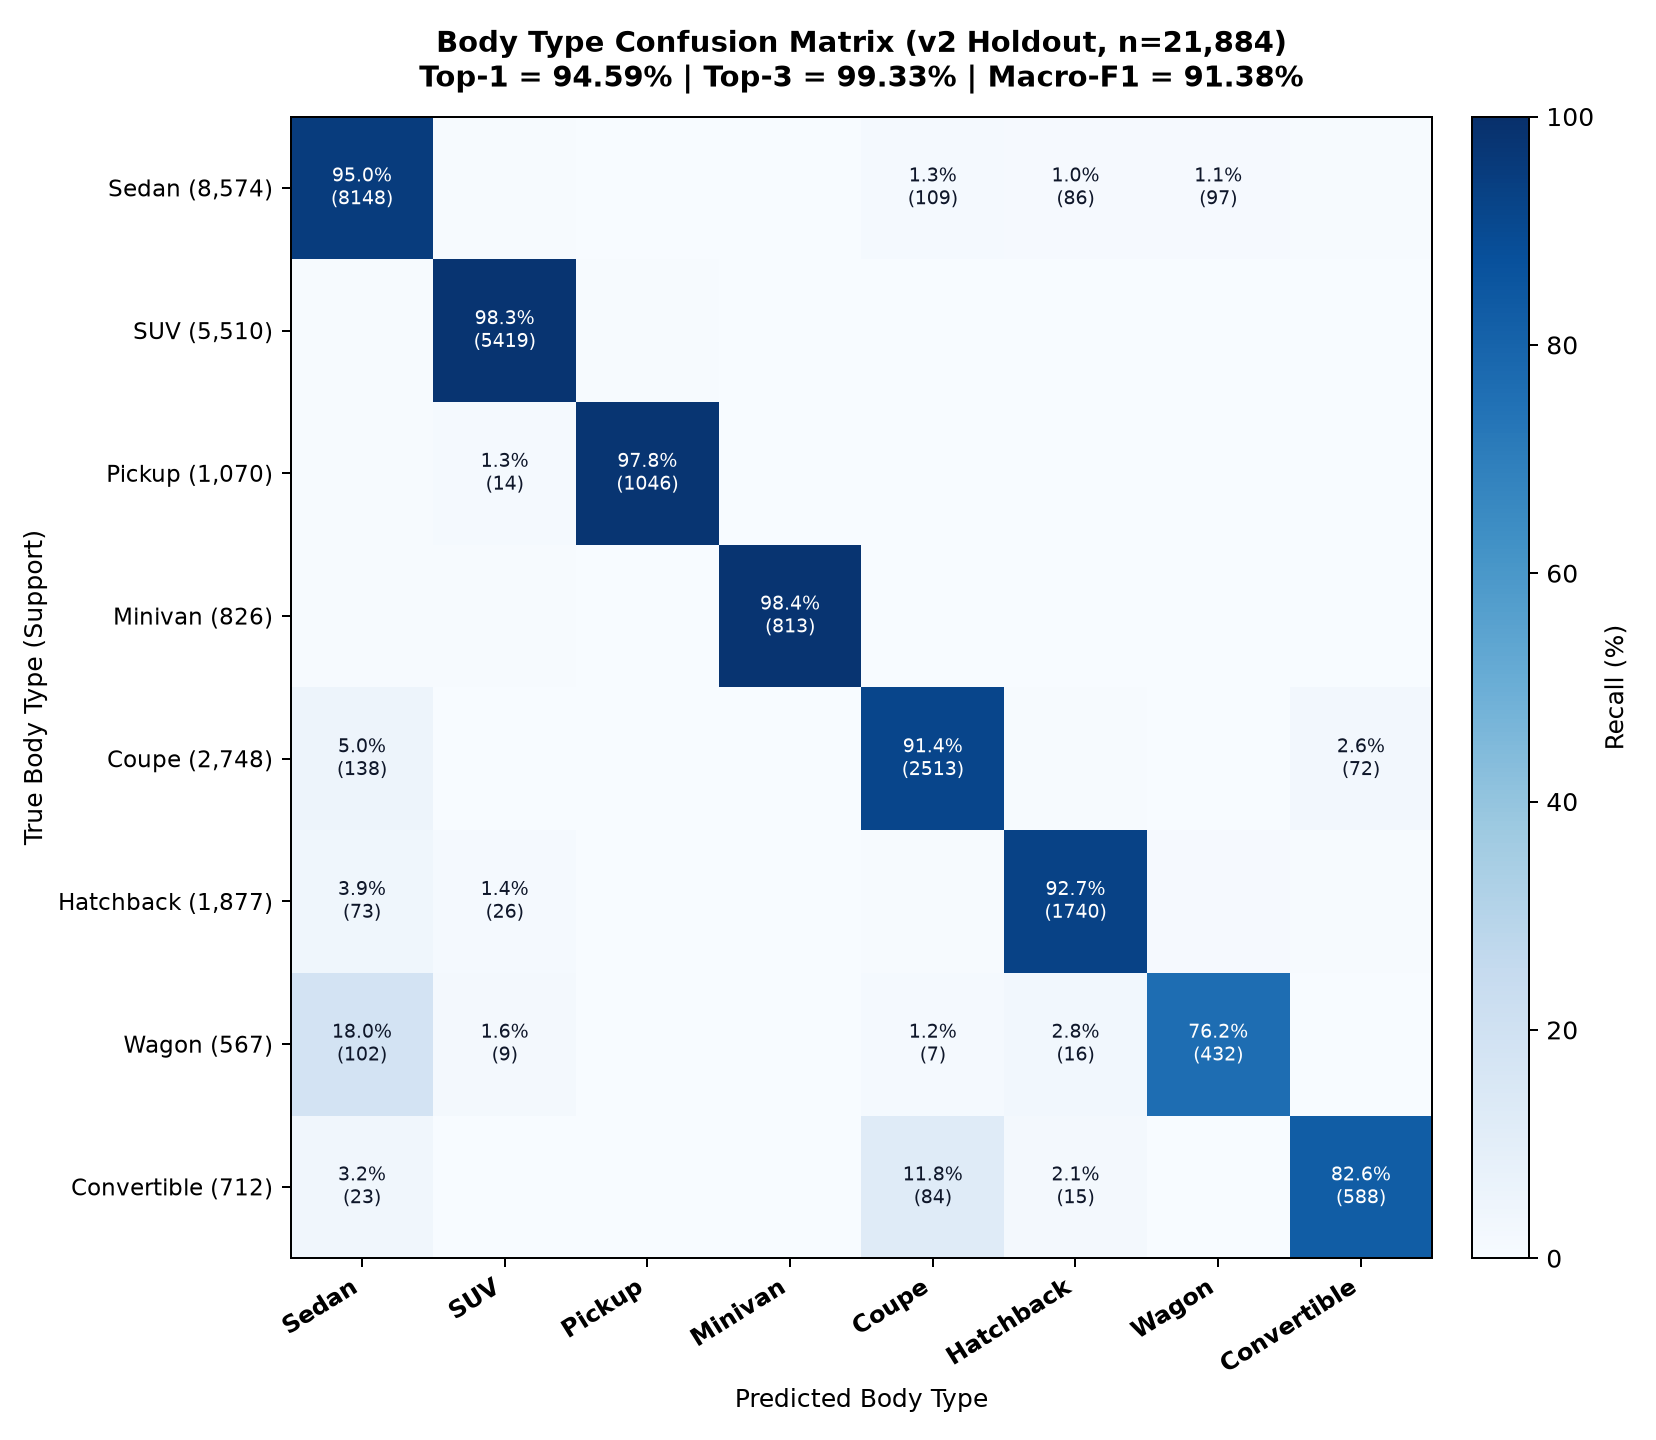 Body Type Confusion Matrix (v2 Holdout, n=21,884)
Top-1 = 94.59% | Top-3 = 99.33% | Macro-F1 = 91.38%
True Body Type (Support)
Sedan (8,574)
95.0%
(8148)
1.3%
(109)
1.0%
(86)
1.1%
(97)
SUV (5,510)
98.3%
(5419)
Pickup (1,070)
1.3%
(14)
97.8%
(1046)
Minivan (826)
98.4%
(813)
Coupe (2,748)
5.0%
(138)
91.4%
(2513)
2.6%
(72)
Hatchback (1,877)
3.9%
(73)
1.4%
(26)
92.7%
(1740)
Wagon (567)
18.0%
(102)
1.6%
(9)
1.2%
(7)
2.8%
(16)
76.2%
(432)
Convertible (712)
3.2%
(23)
11.8%
(84)
2.1%
(15)
82.6%
(588)
Sedan
SUV
Pickup
Minivan
Coupe
Hatchback
Wagon
Convertible
Predicted Body Type
100
80
60
40
20
0
Recall (%)